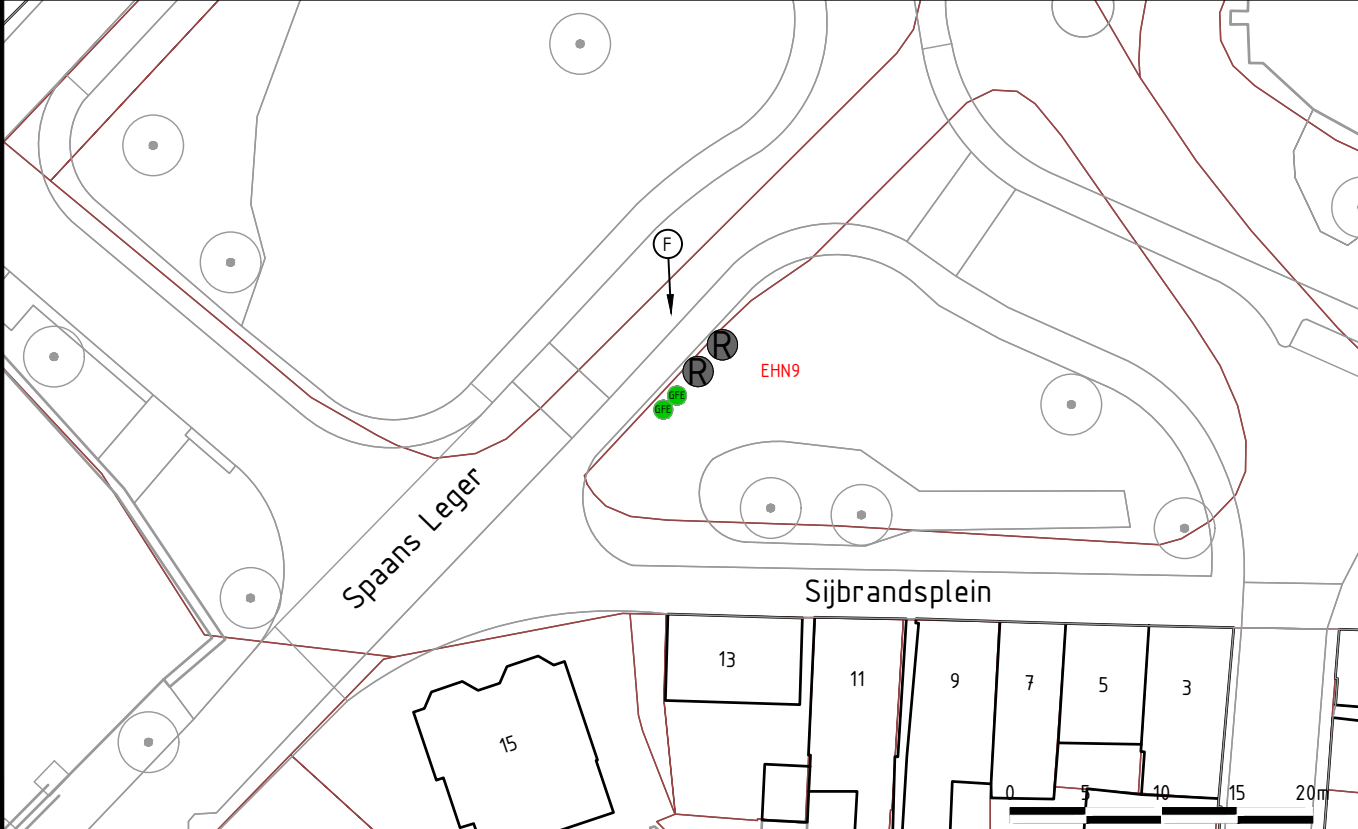 F
R
R
EHN9
GFE
GFE
Spaans Leger
Sijbrandsplein
13
11
9
7
5
3
15
0 5 10 15 20m